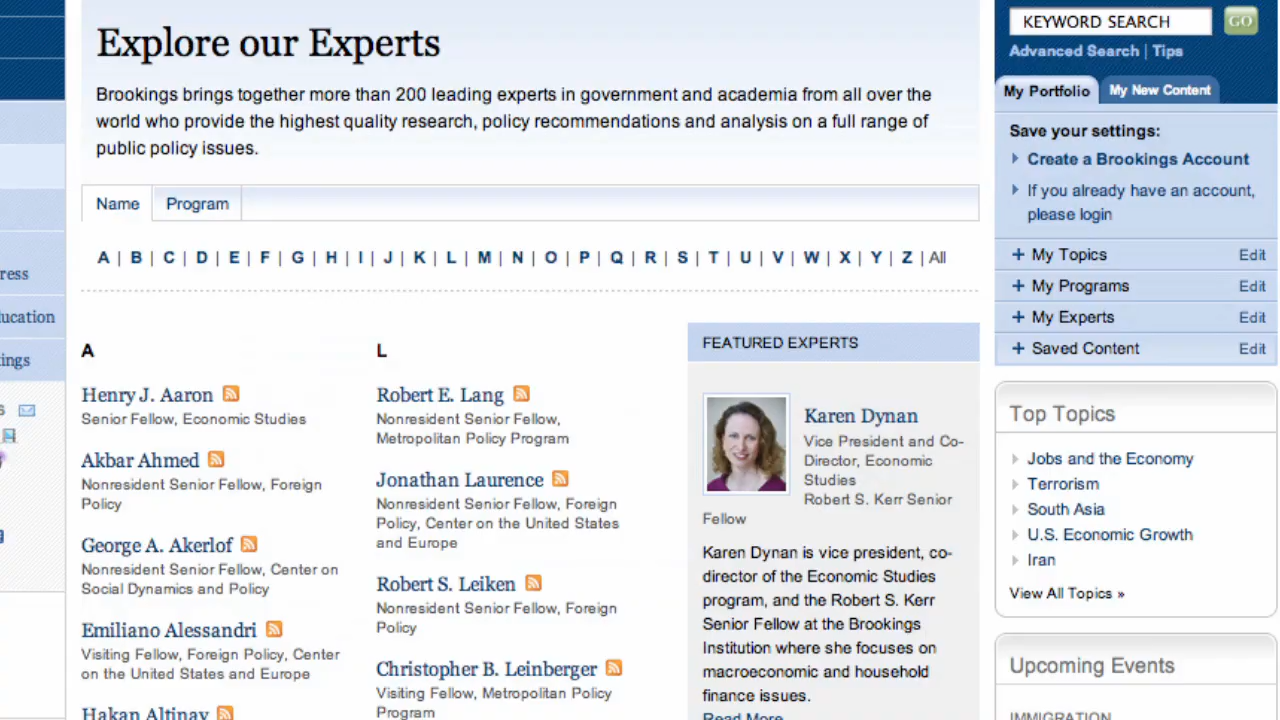 Explore our Experts
Brookings brings together more than 200 leading experts in government and academia from all over the
world who provide the highest quality research, policy recommendations and analysis on a full range of
public policy issues.
Name
Program
A | B | C | D | E | F | G | H | I | J | K | L | M | N | O | P | Q | R | S | T | U | V | W | X | Y | Z | All
ress
ucation
ings
A
Henry J. Aaron
Senior Fellow, Economic Studies
Akbar Ahmed
Nonresident Senior Fellow, Foreign
Policy
George A. Akerlof
Nonresident Senior Fellow, Center on
Social Dynamics and Policy
Emiliano Alessandri
Visiting Fellow, Foreign Policy, Center
on the United States and Europe
Hakan Altinay
L
Robert E. Lang
Nonresident Senior Fellow,
Metropolitan Policy Program
Jonathan Laurence
Nonresident Senior Fellow, Foreign
Policy, Center on the United States
and Europe
Robert S. Leiken
Nonresident Senior Fellow, Foreign
Policy
Christopher B. Leinberger
Visiting Fellow, Metropolitan Policy
Program
FEATURED EXPERTS
Karen Dynan
Vice President and Co-
Director, Economic
Studies
Robert S. Kerr Senior
Fellow
Karen Dynan is vice president, co-
director of the Economic Studies
program, and the Robert S. Kerr
Senior Fellow at the Brookings
Institution where she focuses on
macroeconomic and household
finance issues.
Read More
KEYWORD SEARCH
GO
Advanced Search | Tips
My Portfolio
My New Content
Save your settings:
Create a Brookings Account
If you already have an account,
please login
+ My Topics Edit
+ My Programs Edit
+ My Experts Edit
+ Saved Content Edit
Top Topics
Jobs and the Economy
Terrorism
South Asia
U.S. Economic Growth
Iran
View All Topics »
Upcoming Events
IMMIGRATION